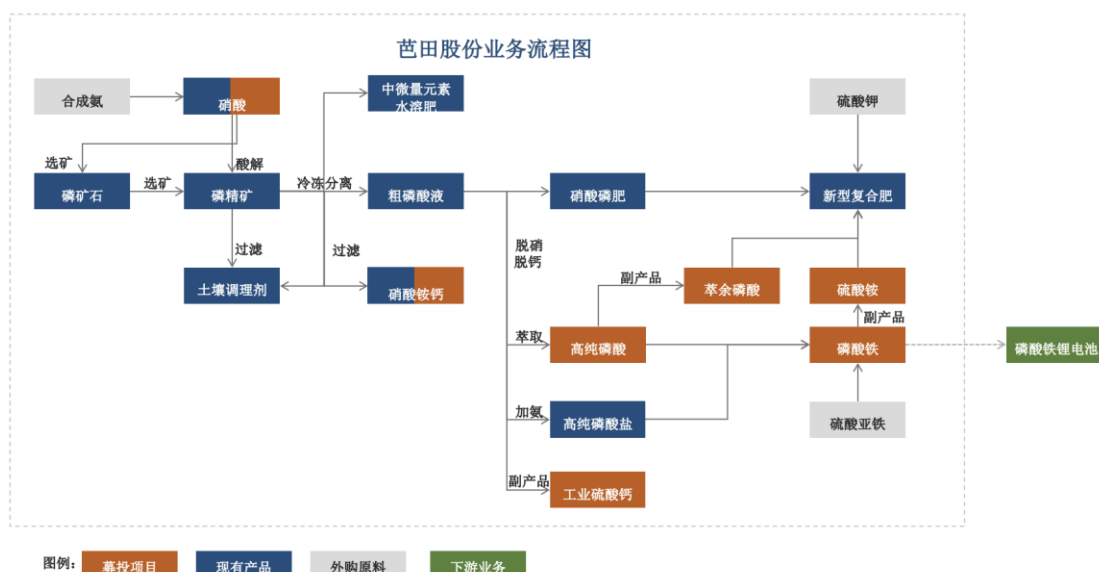 芭田股份业务流程图
合成氨
硝酸
中微量元素
水溶肥
硫酸钾
选矿
酸解
磷矿石
选矿
磷精矿
冷冻分离
粗磷酸液
硝酸磷肥
新型复合肥
过滤
过滤
脱硝
脱钙
土壤调理剂
硝酸铵钙
副产品
萃余磷酸
硫酸铵
副产品
萃取
高纯磷酸
磷酸铁
磷酸铁锂电池
加氨
高纯磷酸盐
硫酸亚铁
副产品
工业硫酸钙
图例：
募投项目
现有产品
外购原料
下游业务